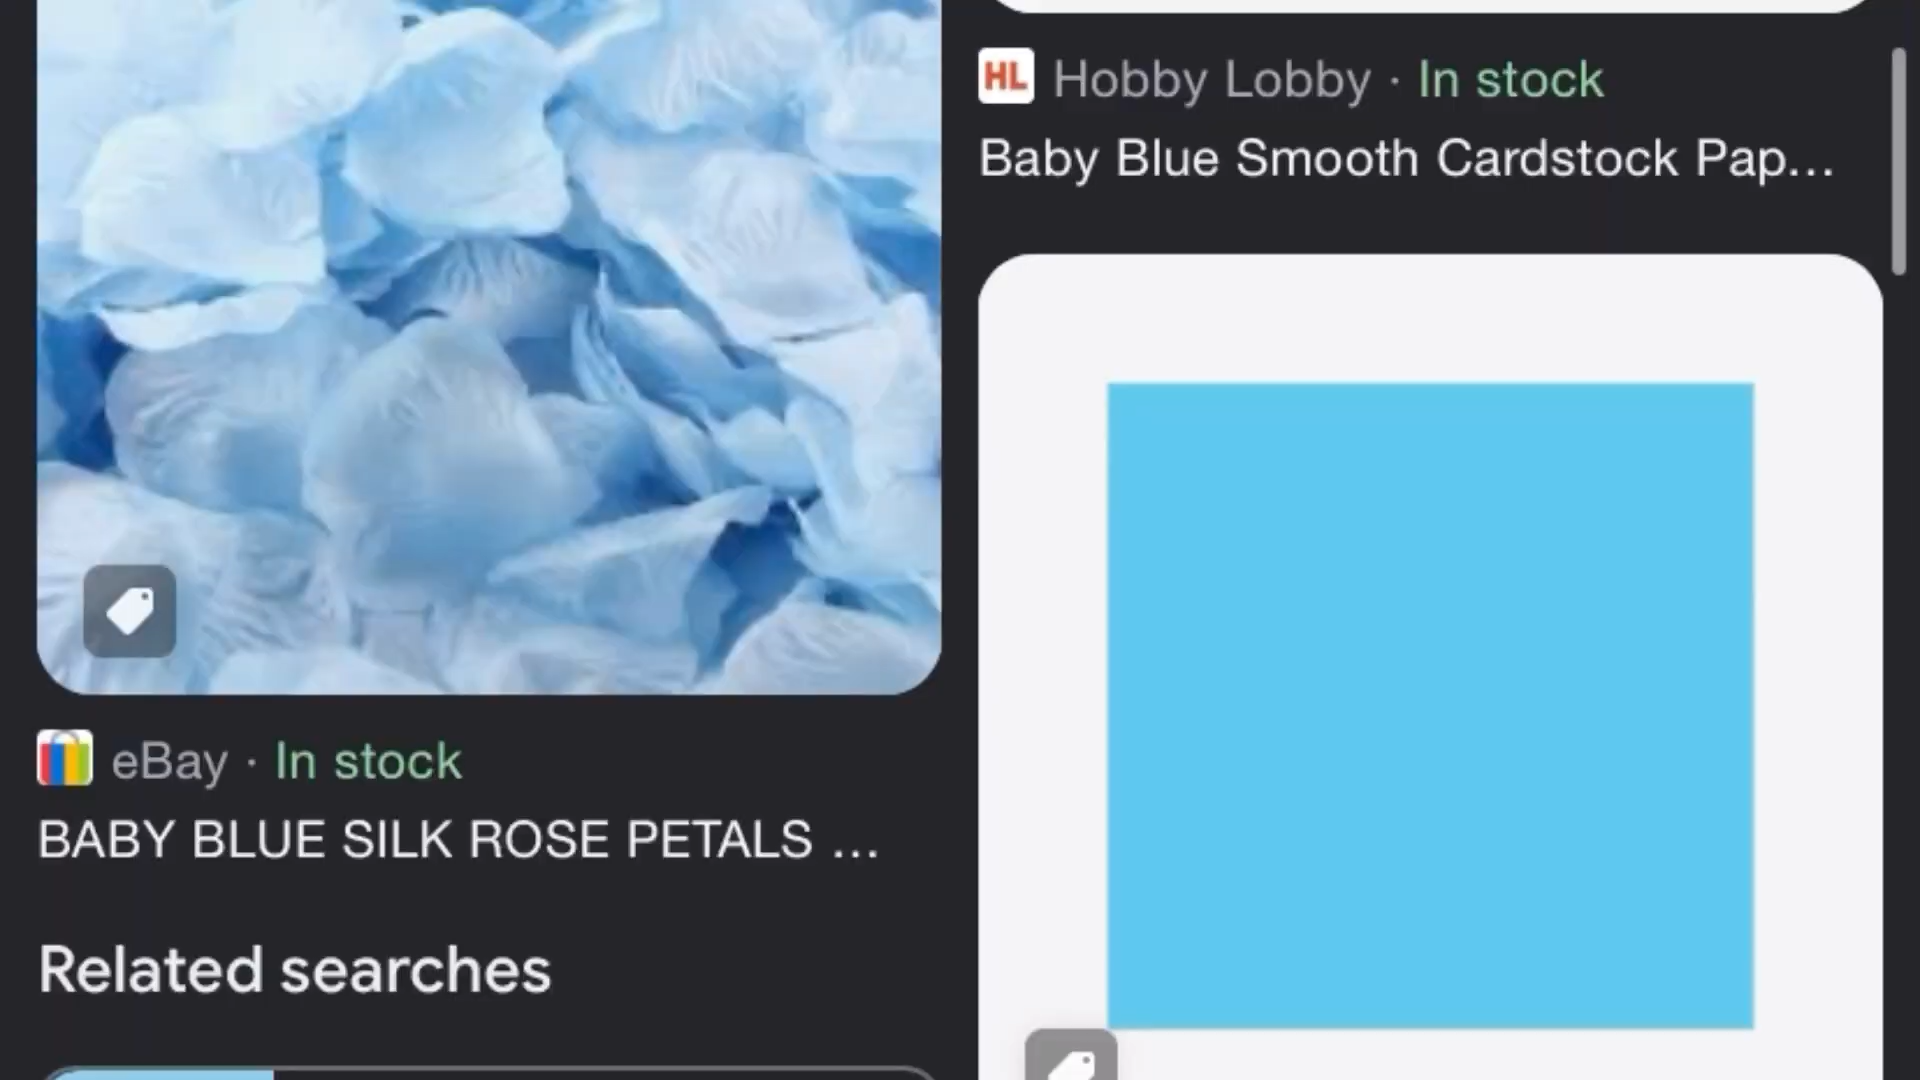 HL Hobby Lobby · In stock
Baby Blue Smooth Cardstock Pap...
eBay · In stock
BABY BLUE SILK ROSE PETALS ...
Related searches